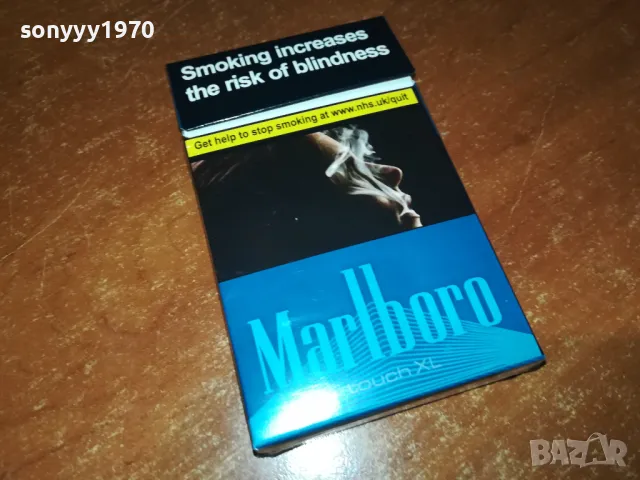 sonyyy1970
Smoking increases
the risk of blindness
Get help to stop smoking at www.nhs.uk/quit
Marlboro
touch XL
BAZAR